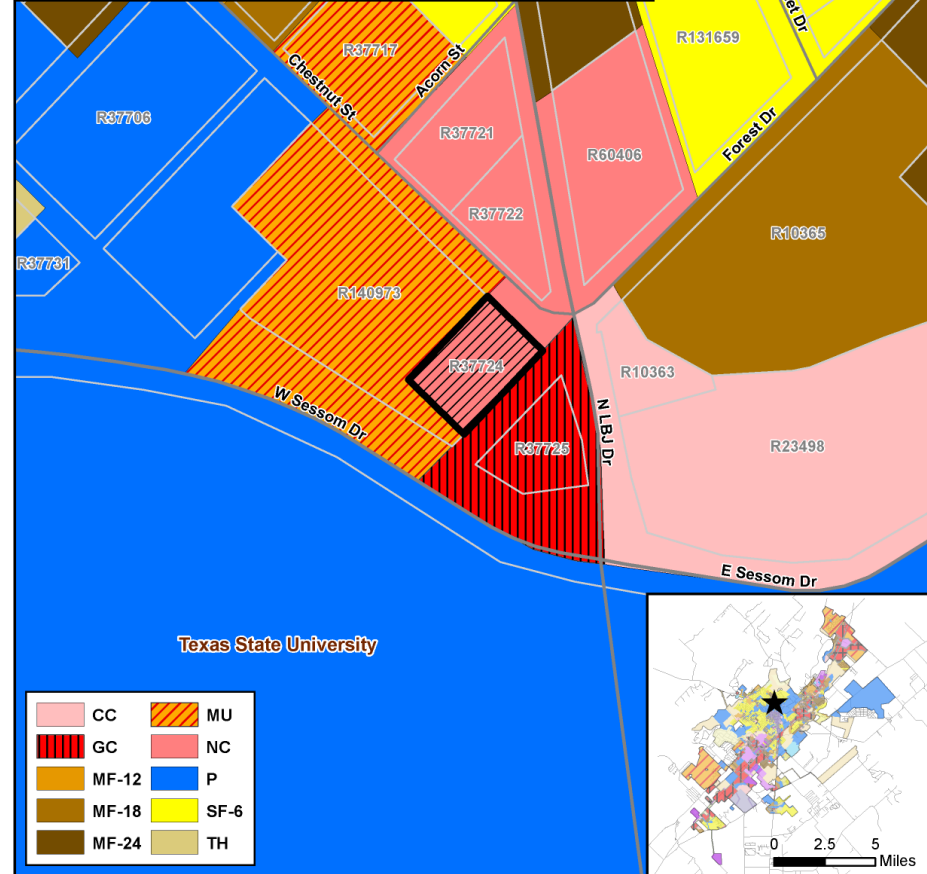 et Dr
R37717
Acorn St
R131659
Chestnut St
R37706
R37721
Forest Dr
R60406
R37722
R10365
R37731
R140973
R37724
R10363
W Sessom Dr
N LBJ Dr
R37725
R23498
E Sessom Dr
Texas State University
CC
MU
GC
NC
MF-12
P
MF-18
SF-6
MF-24
TH
0 2.5 5
Miles